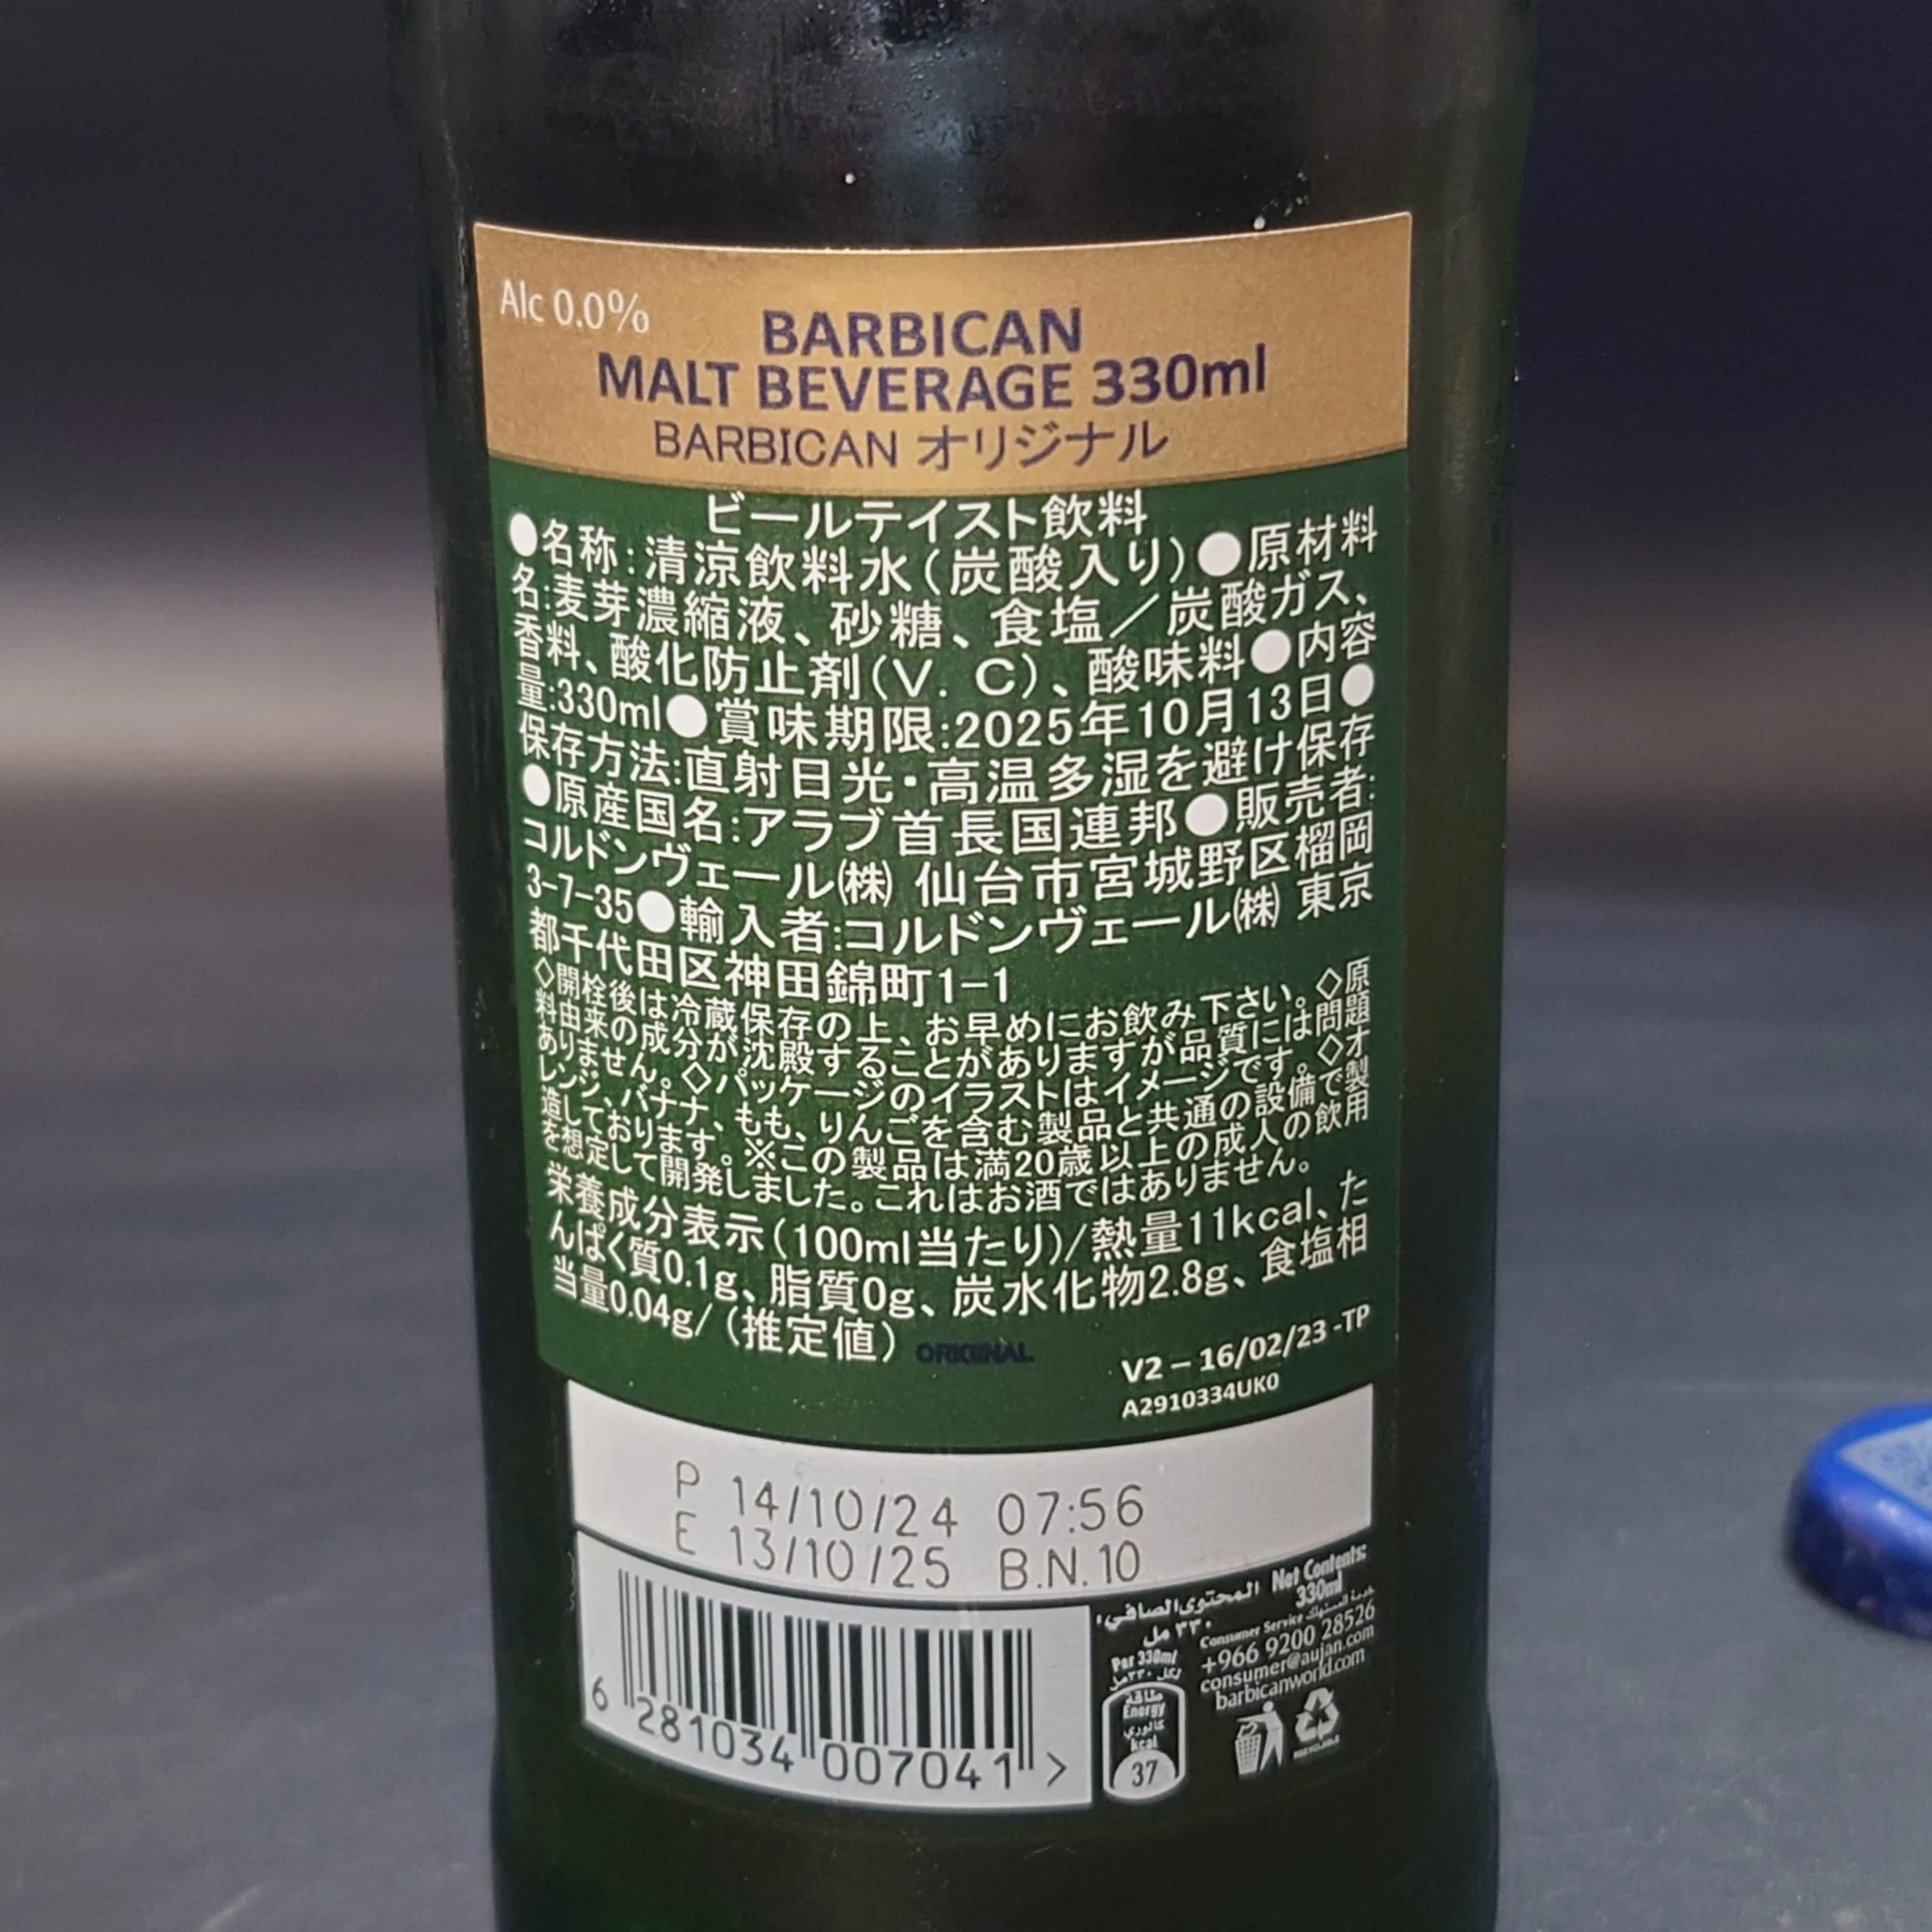 Alc 0.0%
BARBICAN
MALT BEVERAGE 330ml
BARBICAN オリジナル
ビールテイスト飲料
●名称:清涼飲料水(炭酸入り)●原材料
名:麦芽濃縮液、砂糖、食塩/炭酸ガス、
香料、酸化防止剤(V. C)、酸味料●内容
量:330ml●賞味期限:2025年10月13日●
保存方法:直射日光・高温多湿を避け保存
●原産国名:アラブ首長国連邦●販売者:
コルドンヴェール㈱ 仙台市宮城野区榴岡
3-7-35●輸入者:コルドンヴェール㈱ 東京
都千代田区神田錦町1-1
◇開栓後は冷蔵保存の上、お早めにお飲み下さい。◇原
料由来の成分が沈殿することがありますが品質には問題
ありません。◇パッケージのイラストはイメージです。◇オ
レンジ、バナナ、もも、りんごを含む製品と共通の設備で製
造しております。※この製品は満20歳以上の成人の飲用
を想定して開発しました。これはお酒ではありません。
栄養成分表示(100ml当たり)/熱量11kcal、た
んぱく質0.1g、脂質0g、炭水化物2.8g、食塩相
当量0.04g/(推定値) ORIGINAL
V2 – 16/02/23 -TP
A2910334UK0
P 14/10/24 07:56
E 13/10/25 B.N.10
6 281034 007041 >
المحتوى الصافي: Net Contents:
٣٣٠ مل 330ml
Consumer Service خدمة المستهلك
+966 9200 28526
consumer@aujan.com
barbicanworld.com
Per 330ml
لكل ٣٣٠مل
طاقة
Energy
كالوري
kcal
37
RECYCLABLE